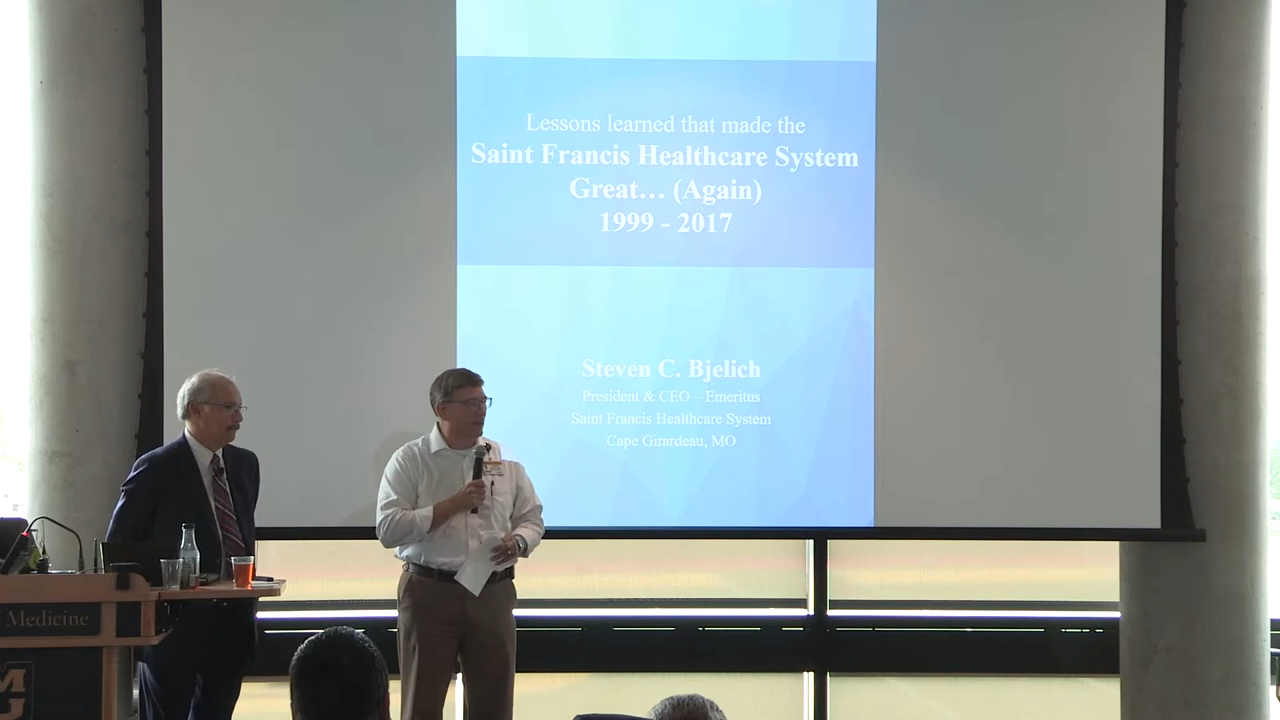 Lessons learned that made the
Saint Francis Healthcare System
Great... (Again)
1999 - 2017
Steven C. Bjelich
President & CEO – Emeritus
Saint Francis Healthcare System
Cape Girardeau, MO
Medicine